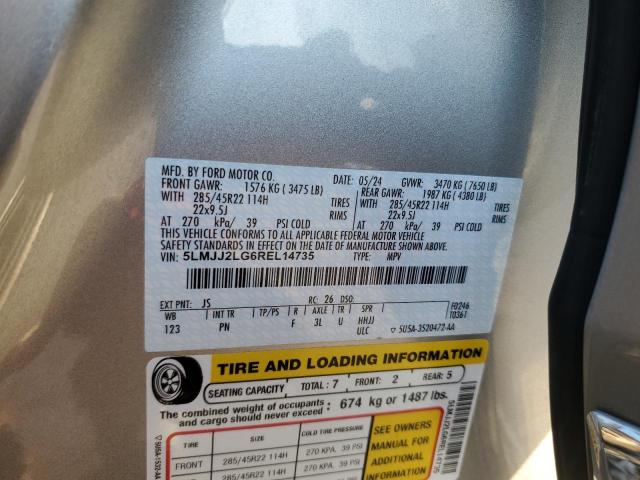 MFD. BY FORD MOTOR CO.
DATE: 05/24 GVWR: 3470 KG (7650 LB)
FRONT GAWR: 1576 KG (3475 LB) REAR GAWR: 1987 KG (4380 LB)
WITH 285/45R22 114H TIRES WITH 285/45R22 114H TIRES
22x9.5J RIMS 22x9.5J RIMS
AT 270 kPa/ 39 PSI COLD AT 270 kPa/ 39 PSI COLD
THIS VEHICLE CONFORMS TO ALL APPLICABLE FEDERAL MOTOR VEHICLE
SAFETY STANDARDS IN EFFECT ON THE DATE OF MANUFACTURE SHOWN ABOVE.
VIN: 5LMJJ2LG6REL14735 TYPE: MPV
EXT PNT: JS RC: 26 DSO: F0246
WB INT TR TP/PS R AXLE TR SPR T0361
123 PN F 3L U HHJJ
ULC ▽ 5U5A-3520472-AA
TIRE AND LOADING INFORMATION
SEATING CAPACITY TOTAL: 7 FRONT: 2 REAR: 5
The combined weight of occupants and cargo should never exceed: 674 kg or 1487 lbs.
TIRE SIZE COLD TIRE PRESSURE
FRONT 285/45R22 114H 270 KPA, 39 PSI
285/45R22 114H 270 KPA, 39 PSI
SEE OWNERS
MANUAL FOR
ADDITIONAL
INFORMATION
5LMJJ2LG6REL14735